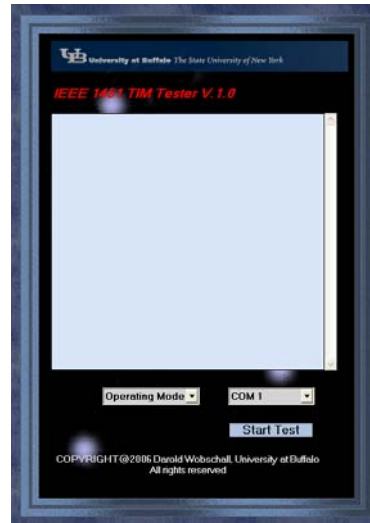 UB University at Buffalo The State University of New York
IEEE 1451 TIM Tester V.1.0
Operating Mode COM 1
Start Test
COPYRIGHT@2006 Darold Wobschall, University at Buffalo
All rights reserved